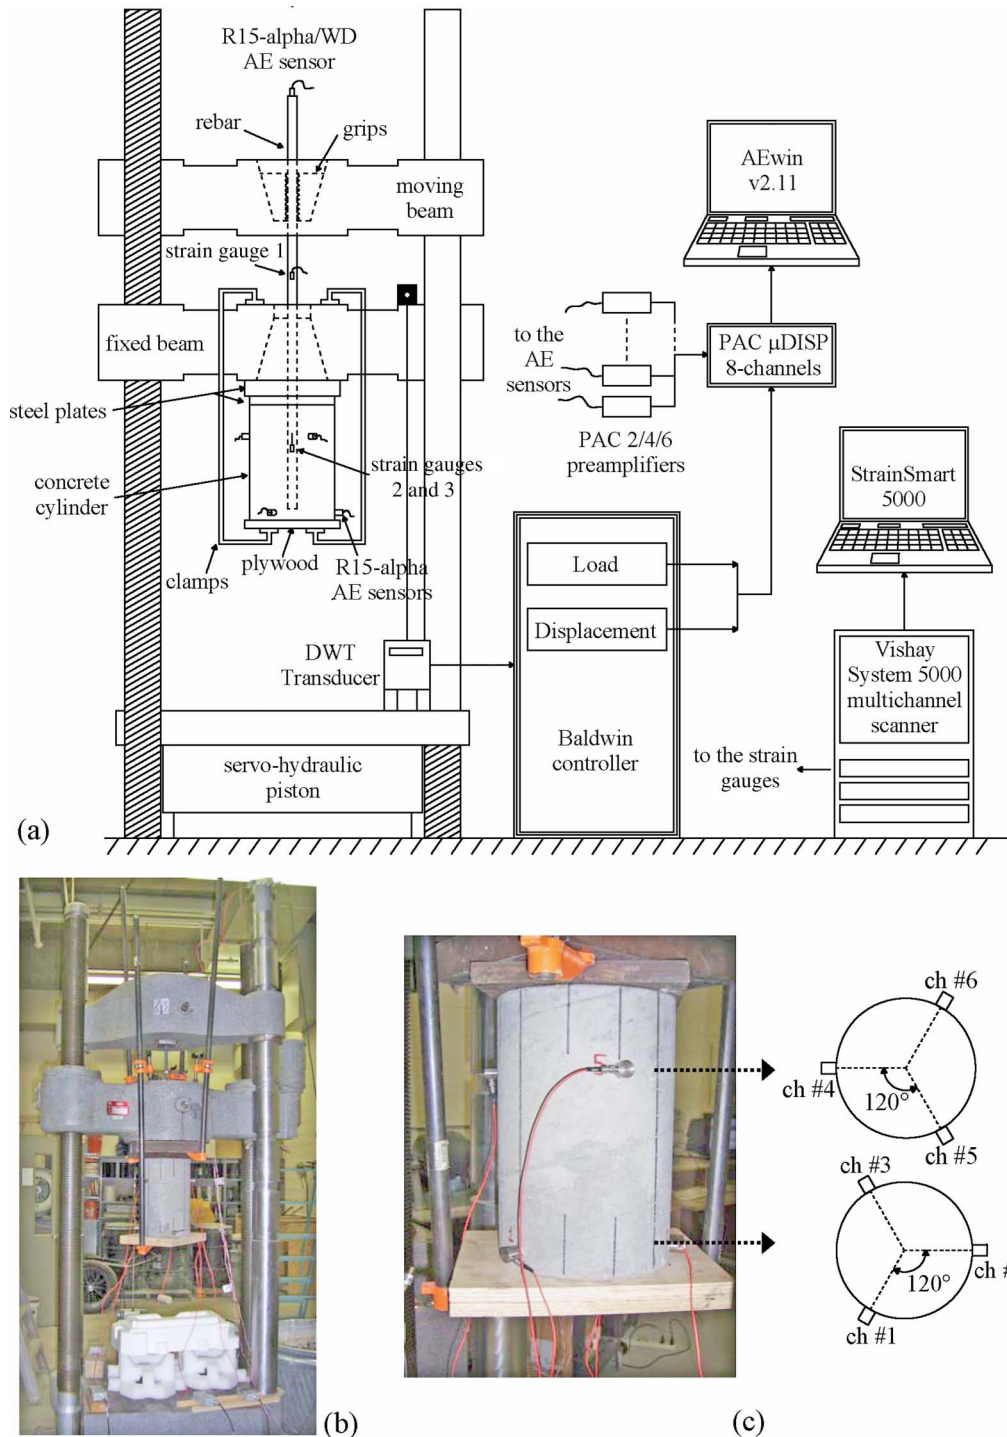 R15-alpha/WD
AE sensor
rebar
grips
moving
beam
strain gauge 1
fixed beam
steel plates
concrete
cylinder
strain gauges
2 and 3
clamps
plywood
R15-alpha
AE sensors
DWT
Transducer
servo-hydraulic
piston
AEwin
v2.11
to the
AE
sensors
PAC μDISP
8-channels
PAC 2/4/6
preamplifiers
StrainSmart
5000
Load
Displacement
Baldwin
controller
Vishay
System 5000
multichannel
scanner
to the strain
gauges
(a)
(b)
ch #6
ch #4
120°
ch #5
ch #3
120°
ch #
ch #1
(c)